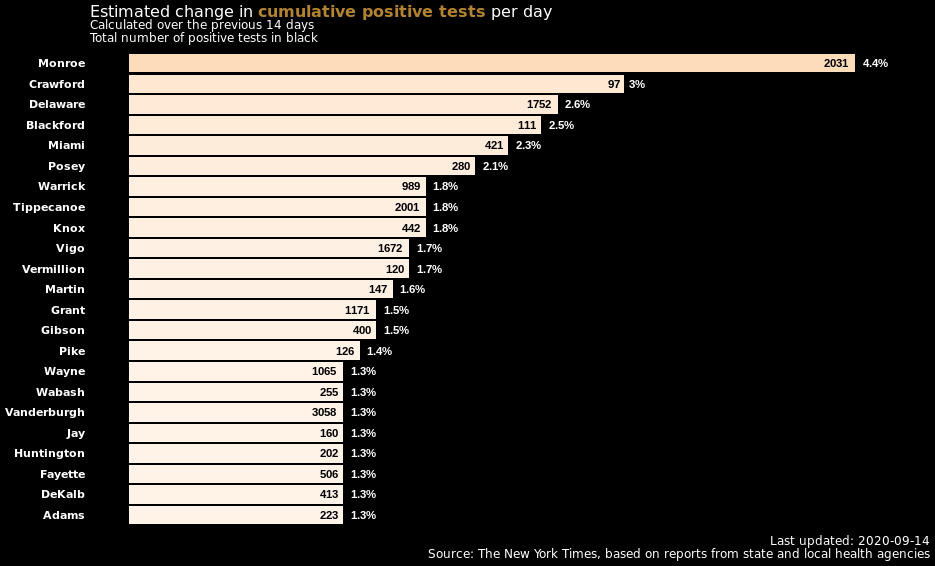 Estimated change in cumulative positive tests per day
Calculated over the previous 14 days
Total number of positive tests in black
Monroe 2031 4.4%
Crawford 97 3%
Delaware 1752 2.6%
Blackford 111 2.5%
Miami 421 2.3%
Posey 280 2.1%
Warrick 989 1.8%
Tippecanoe 2001 1.8%
Knox 442 1.8%
Vigo 1672 1.7%
Vermillion 120 1.7%
Martin 147 1.6%
Grant 1171 1.5%
Gibson 400 1.5%
Pike 126 1.4%
Wayne 1065 1.3%
Wabash 255 1.3%
Vanderburgh 3058 1.3%
Jay 160 1.3%
Huntington 202 1.3%
Fayette 506 1.3%
DeKalb 413 1.3%
Adams 223 1.3%
Last updated: 2020-09-14
Source: The New York Times, based on reports from state and local health agencies